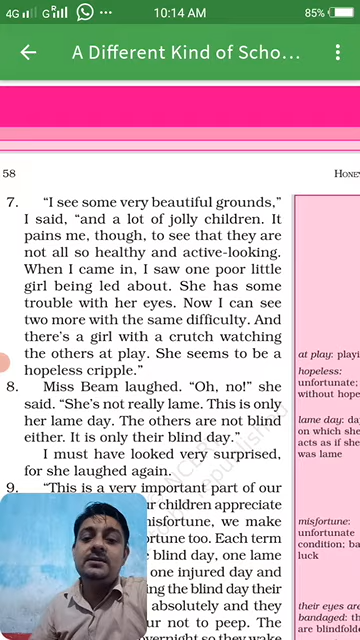 4G R G 10:14 AM 85%
A Different Kind of Scho...
58 HONEY
7. "I see some very beautiful grounds,"
I said, "and a lot of jolly children. It
pains me, though, to see that they are
not all so healthy and active-looking.
When I came in, I saw one poor little
girl being led about. She has some
trouble with her eyes. Now I can see
two more with the same difficulty. And
there's a girl with a crutch watching
the others at play. She seems to be a
hopeless cripple."
at play: playi
hopeless:
unfortunate;
without hope
8. Miss Beam laughed. "Oh, no!" she
said. "She's not really lame. This is only
her lame day. The others are not blind
either. It is only their blind day."
I must have looked very surprised,
for she laughed again.
lame day: da
on which she
acts as if she
was lame
9. "This is a very important part of our
ur children appreciate
misfortune, we make
ortune too. Each term
e blind day, one lame
one injured day and
ing the blind day their
absolutely and they
ur not to peep. The
overnight so they wake
misfortune:
unfortunate
condition; ba
luck
their eyes are
bandaged: th
are blindfolde